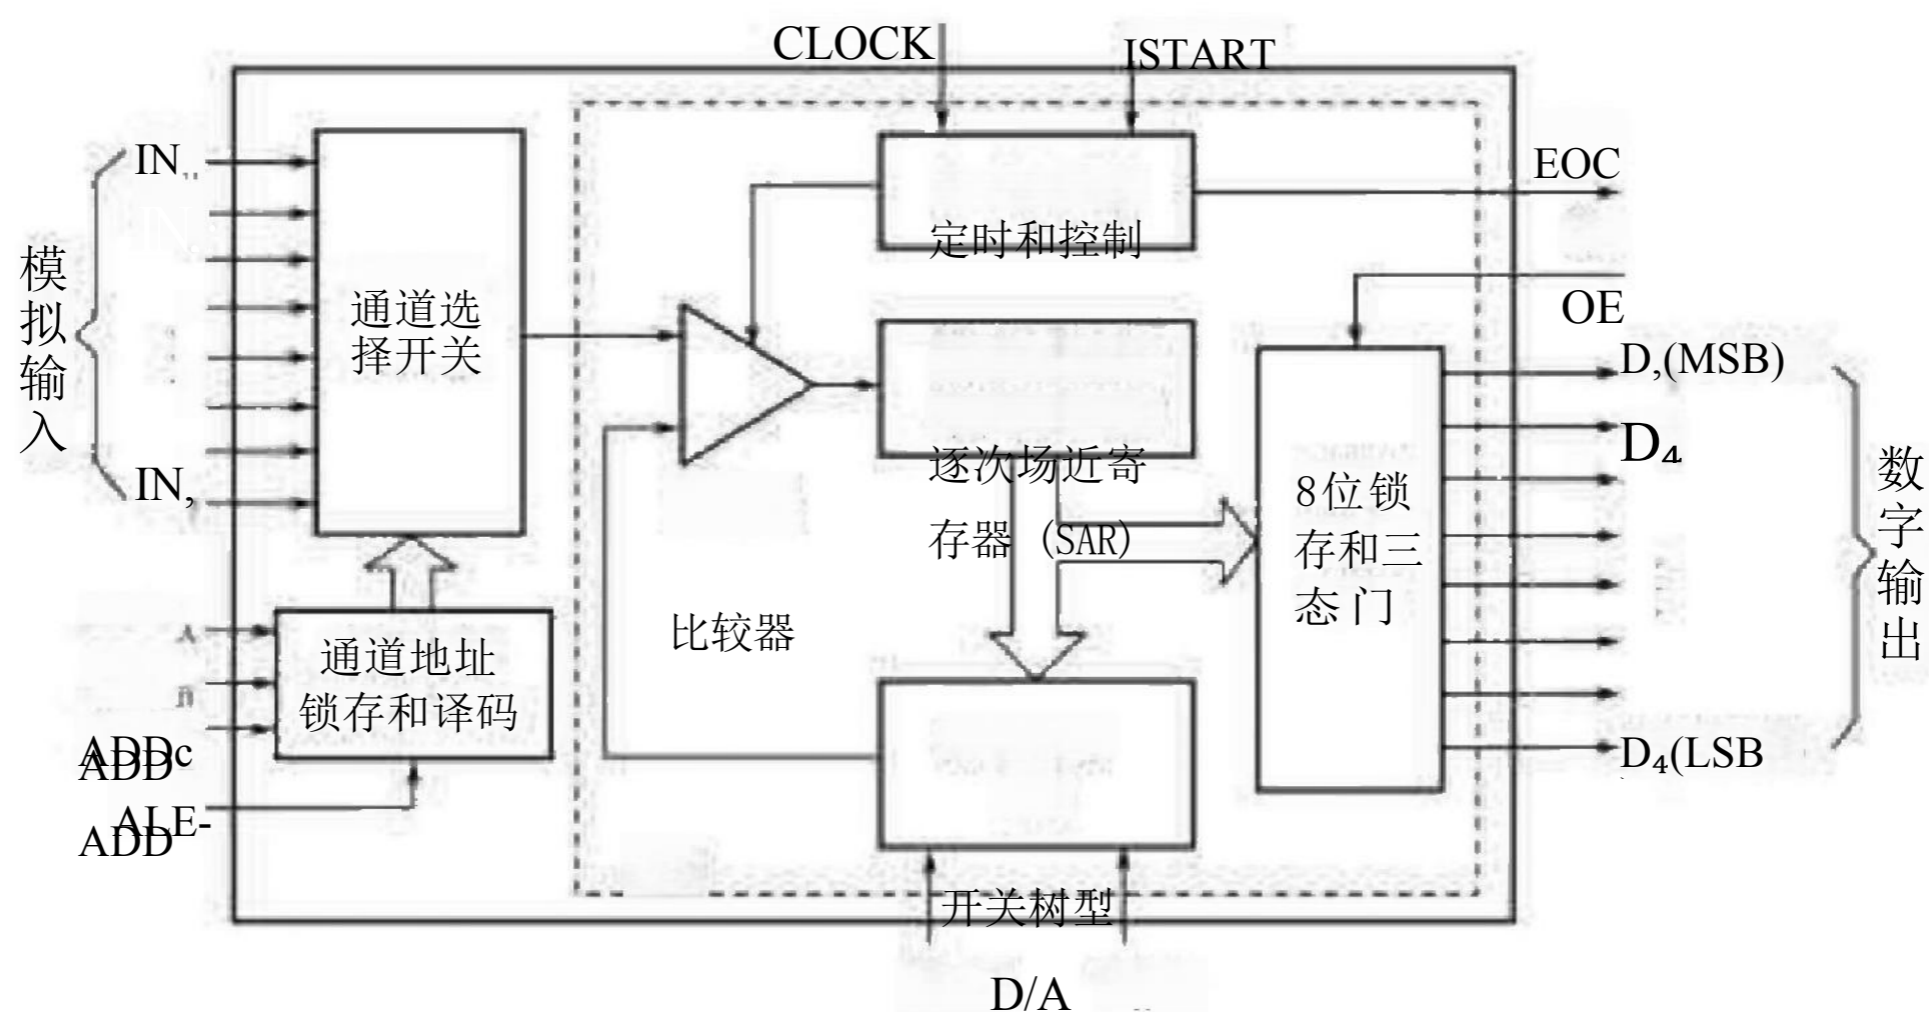 CLOCK
ISTART
IN
EOC
定时和控制
模拟输入
通道选
择开关
OE
D,(MSB)
D₄
IN,
逐次场近寄
存器 (SAR)
8位锁
存和三
态门
数字输出
比较器
A
B
通道地址
锁存和译码
ADDc
ADD
ALE-
ADD
D₄(LSB
开关树型
D/A